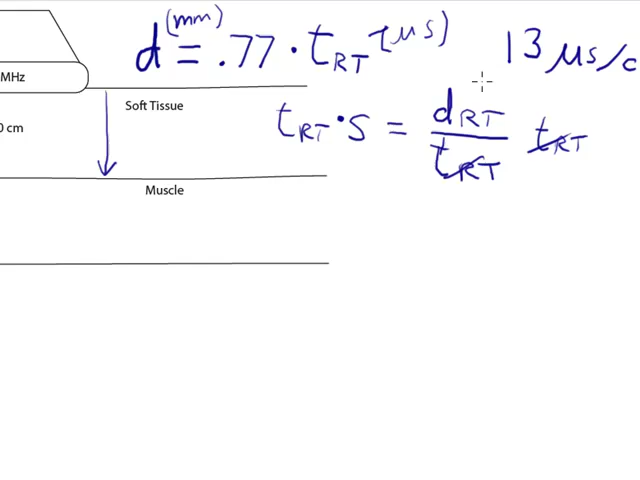 d (mm) = .77 · tRT (μs) 13 μs/c
MHz
Soft Tissue
0 cm
tRT · S = dRT / tRT tRT
Muscle